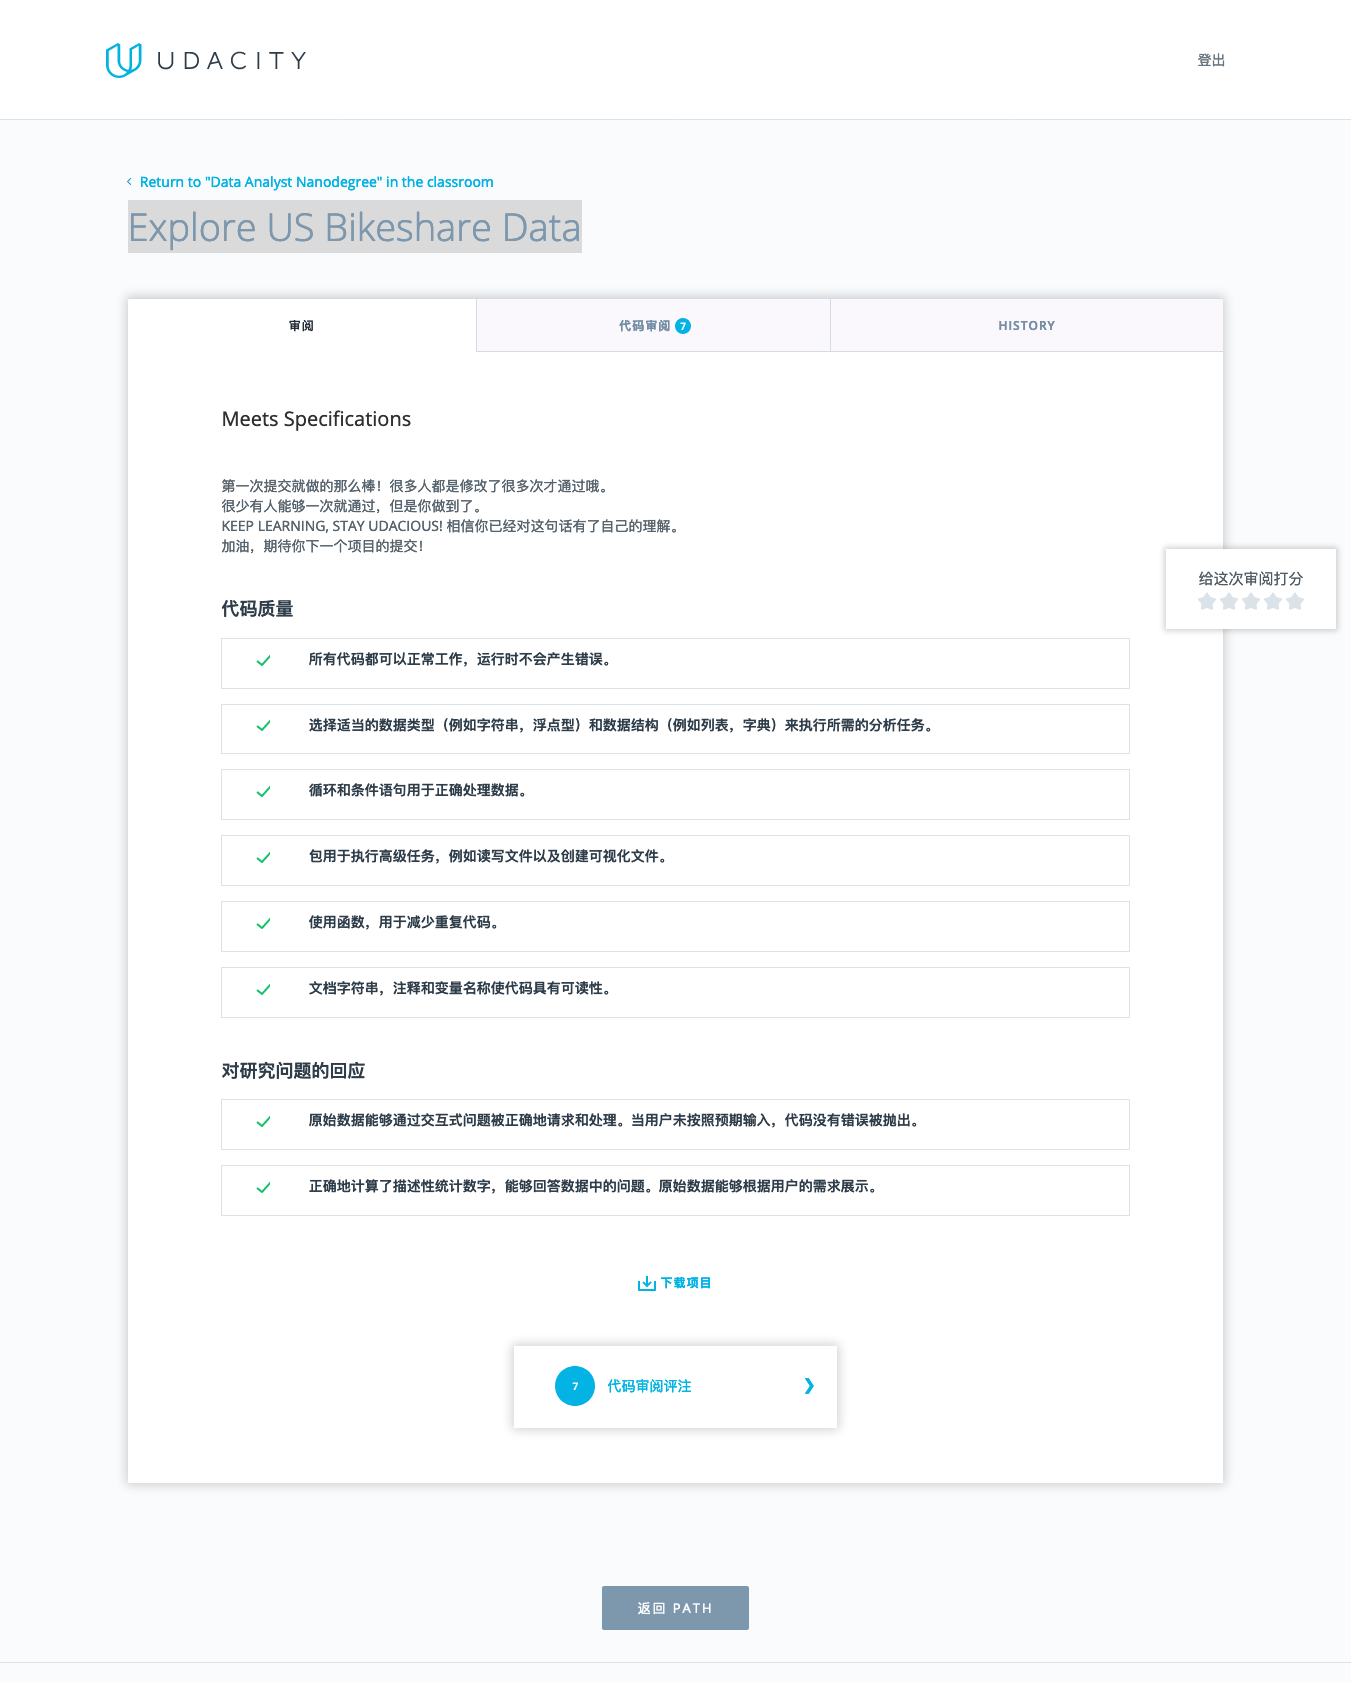 UDACITY
登出
Return to "Data Analyst Nanodegree" in the classroom
Explore US Bikeshare Data
审阅
代码审阅 7
HISTORY
Meets Specifications
第一次提交就做的那么棒！很多人都是修改了很多次才通过哦。
很少有人能够一次就通过，但是你做到了。
KEEP LEARNING, STAY UDACIOUS! 相信你已经对这句话有了自己的理解。
加油，期待你下一个项目的提交！
给这次审阅打分
代码质量
所有代码都可以正常工作，运行时不会产生错误。
选择适当的数据类型（例如字符串，浮点型）和数据结构（例如列表，字典）来执行所需的分析任务。
循环和条件语句用于正确处理数据。
包用于执行高级任务，例如读写文件以及创建可视化文件。
使用函数，用于减少重复代码。
文档字符串，注释和变量名称使代码具有可读性。
对研究问题的回应
原始数据能够通过交互式问题被正确地请求和处理。当用户未按照预期输入，代码没有错误被抛出。
正确地计算了描述性统计数字，能够回答数据中的问题。原始数据能够根据用户的需求展示。
下载项目
7 代码审阅评注
返回 PATH